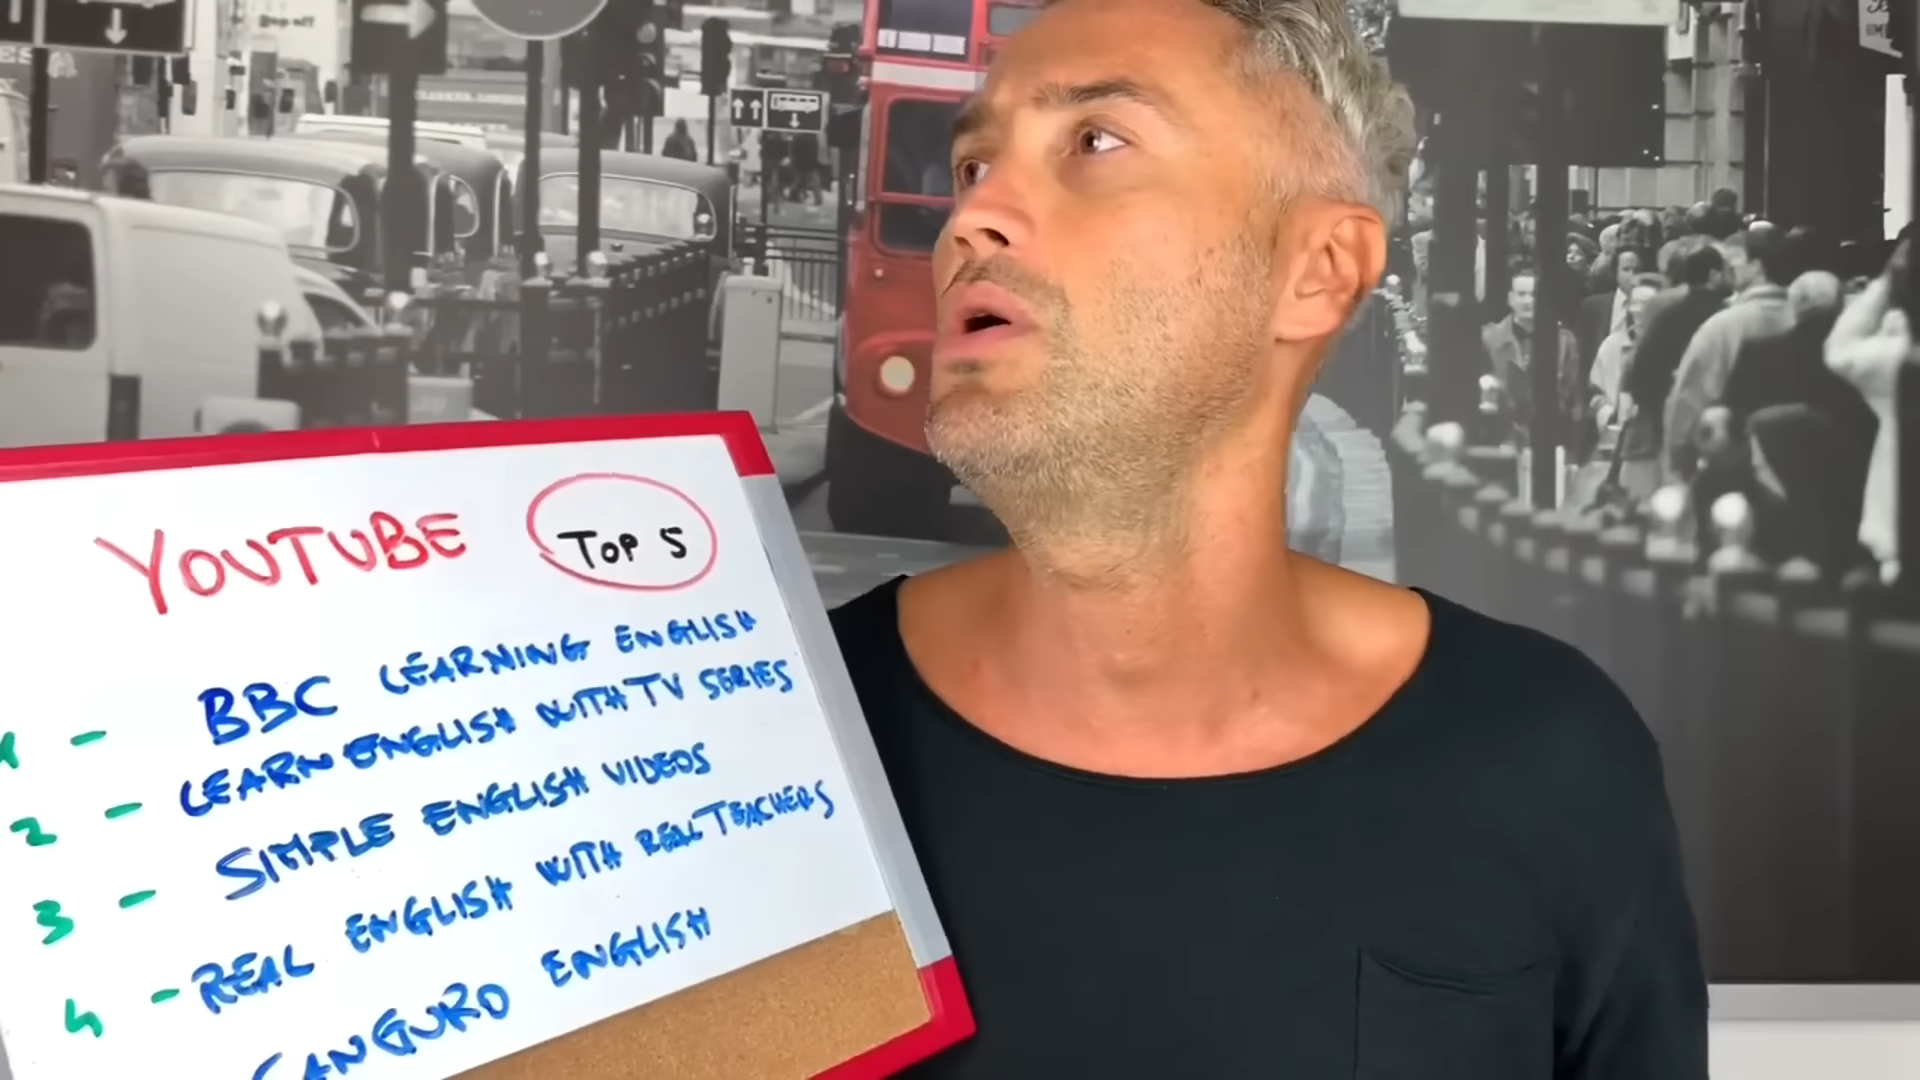 YOUTUBE TOP 5
1 - BBC LEARNING ENGLISH
2 - LEARN ENGLISH WITH TV SERIES
3 - SIMPLE ENGLISH VIDEOS
4 - REAL ENGLISH WITH REAL TEACHERS
CANGURO ENGLISH